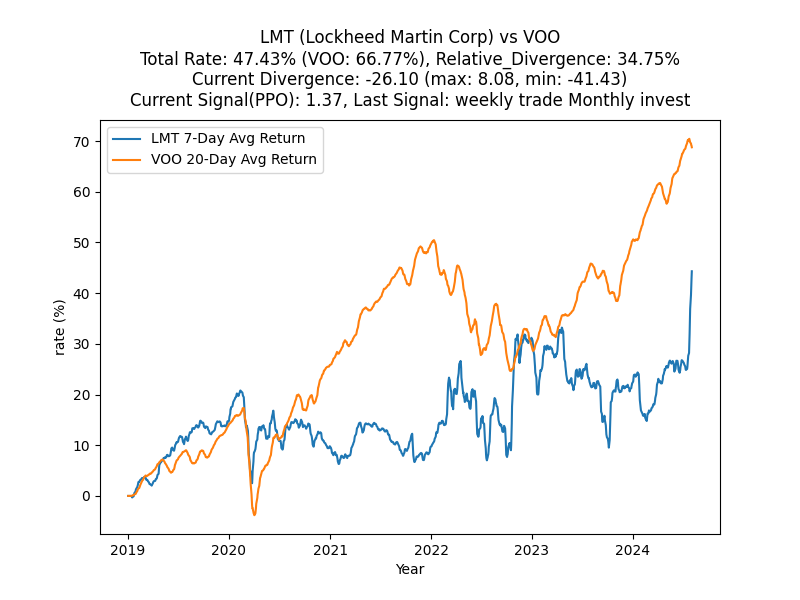 LMT (Lockheed Martin Corp) vs VOO
Total Rate: 47.43% (VOO: 66.77%), Relative_Divergence: 34.75%
Current Divergence: -26.10 (max: 8.08, min: -41.43)
Current Signal(PPO): 1.37, Last Signal: weekly trade Monthly invest
LMT 7-Day Avg Return
VOO 20-Day Avg Return
rate (%)
70
60
50
40
30
20
10
0
2019 2020 2021 2022 2023 2024
Year